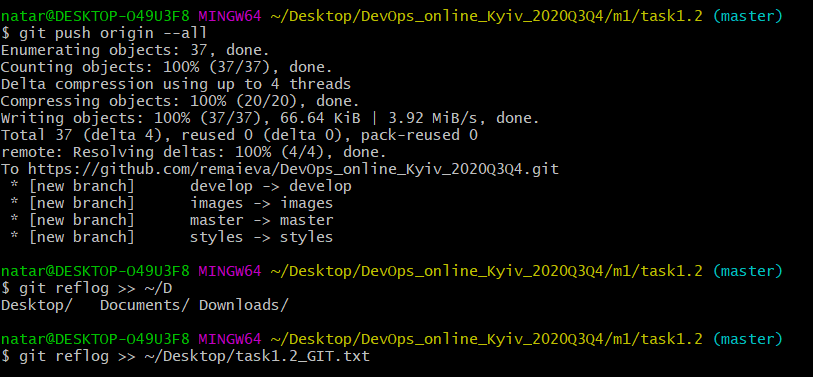 natar@DESKTOP-O49U3F8 MINGW64 ~/Desktop/DevOps_online_Kyiv_2020Q3Q4/m1/task1.2 (master)
$ git push origin --all
Enumerating objects: 37, done.
Counting objects: 100% (37/37), done.
Delta compression using up to 4 threads
Compressing objects: 100% (20/20), done.
Writing objects: 100% (37/37), 66.64 KiB | 3.92 MiB/s, done.
Total 37 (delta 4), reused 0 (delta 0), pack-reused 0
remote: Resolving deltas: 100% (4/4), done.
To https://github.com/remaieva/DevOps_online_Kyiv_2020Q3Q4.git
 * [new branch]      develop -> develop
 * [new branch]      images -> images
 * [new branch]      master -> master
 * [new branch]      styles -> styles
natar@DESKTOP-O49U3F8 MINGW64 ~/Desktop/DevOps_online_Kyiv_2020Q3Q4/m1/task1.2 (master)
$ git reflog >> ~/D
Desktop/   Documents/ Downloads/
natar@DESKTOP-O49U3F8 MINGW64 ~/Desktop/DevOps_online_Kyiv_2020Q3Q4/m1/task1.2 (master)
$ git reflog >> ~/Desktop/task1.2_GIT.txt